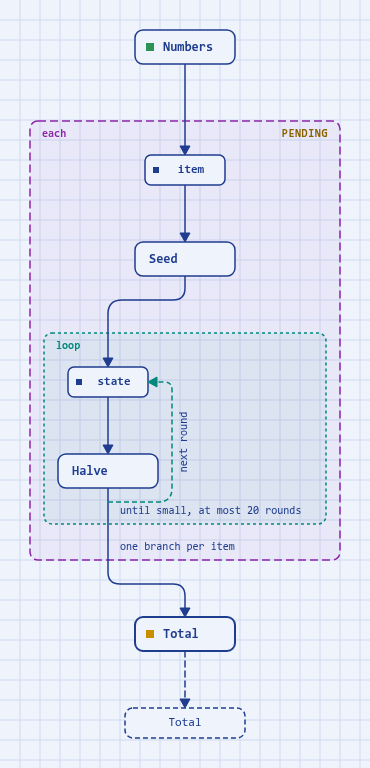 Numbers
each
PENDING
item
Seed
loop
state
next round
Halve
until small, at most 20 rounds
one branch per item
Total
Total